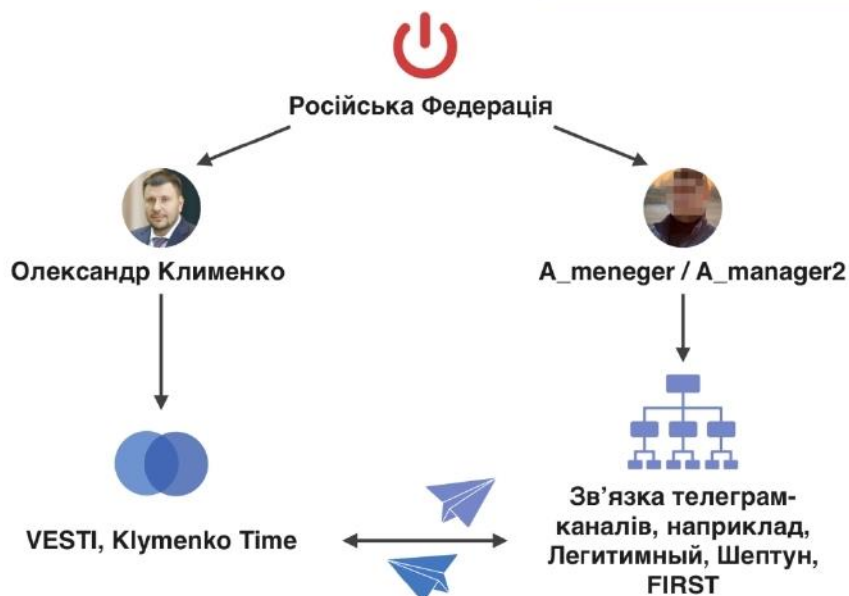 Російська Федерація
Олександр Клименко
A_meneger / A_manager2
VESTI, Klymenko Time
Зв’язка телеграм-
каналів, наприклад,
Легитимный, Шептун,
FIRST